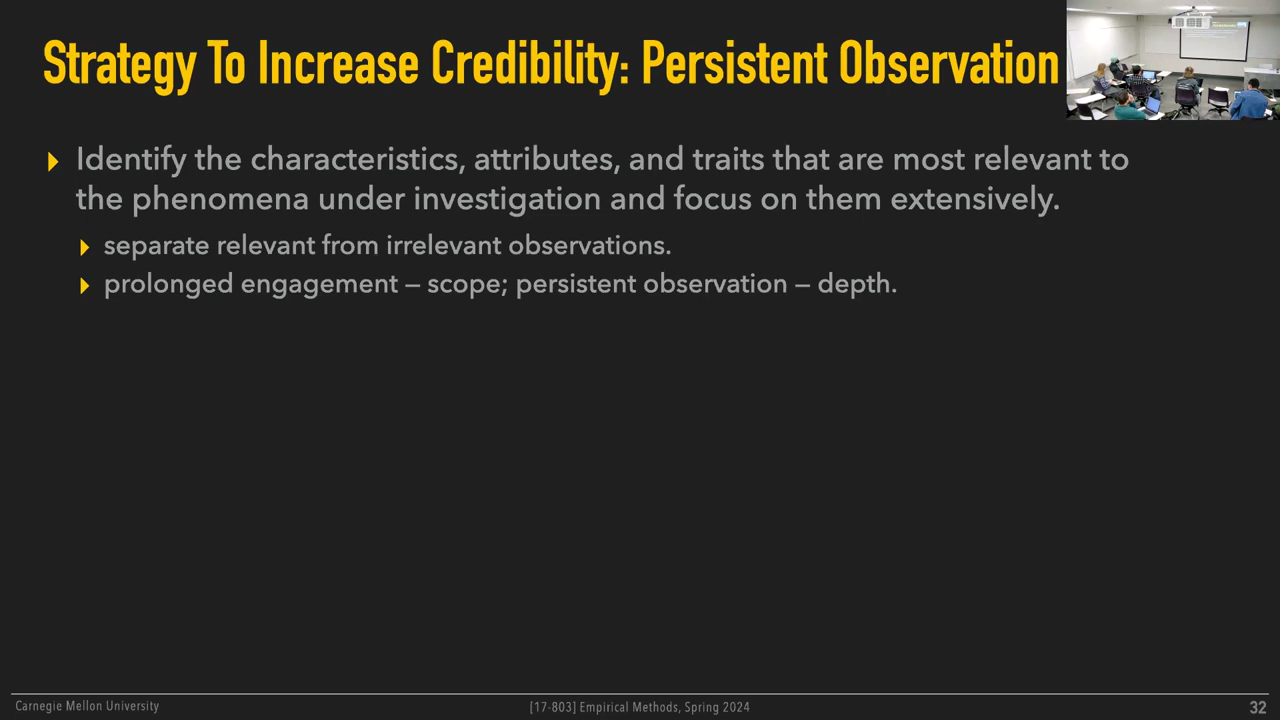 Strategy To Increase Credibility: Persistent Observation
Identify the characteristics, attributes, and traits that are most relevant to
the phenomena under investigation and focus on them extensively.
separate relevant from irrelevant observations.
prolonged engagement — scope; persistent observation — depth.
Carnegie Mellon University
[17-803] Empirical Methods, Spring 2024
32